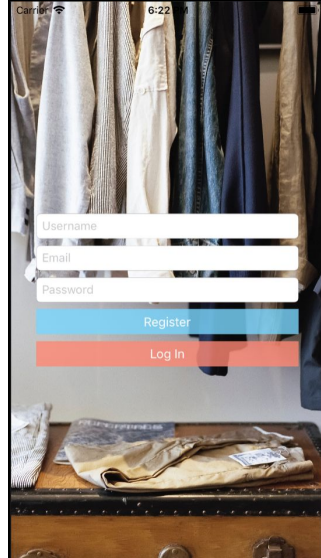 Carrier 6:22
Username
Email
Password
Register
Log In